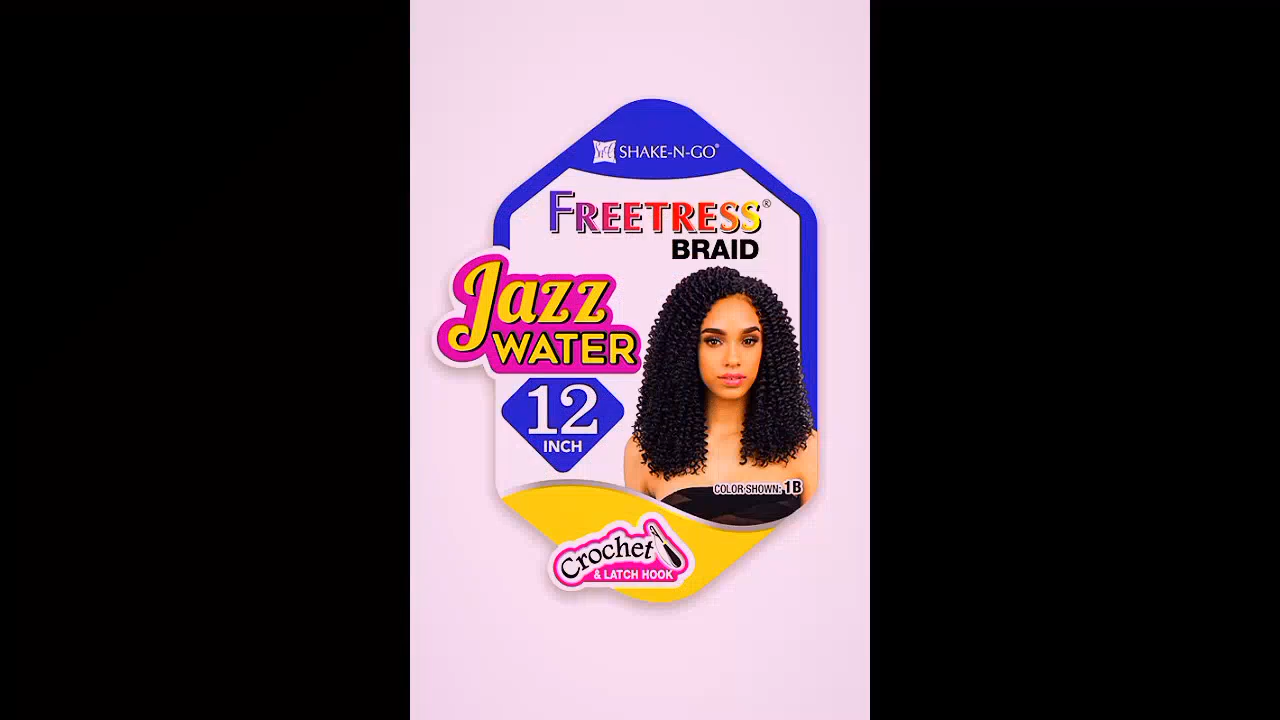 SHAKE-N-GO®
FREETRESS®
BRAID
Jazz
WATER
12
INCH
COLOR SHOWN: 1B
Crochet
& LATCH HOOK